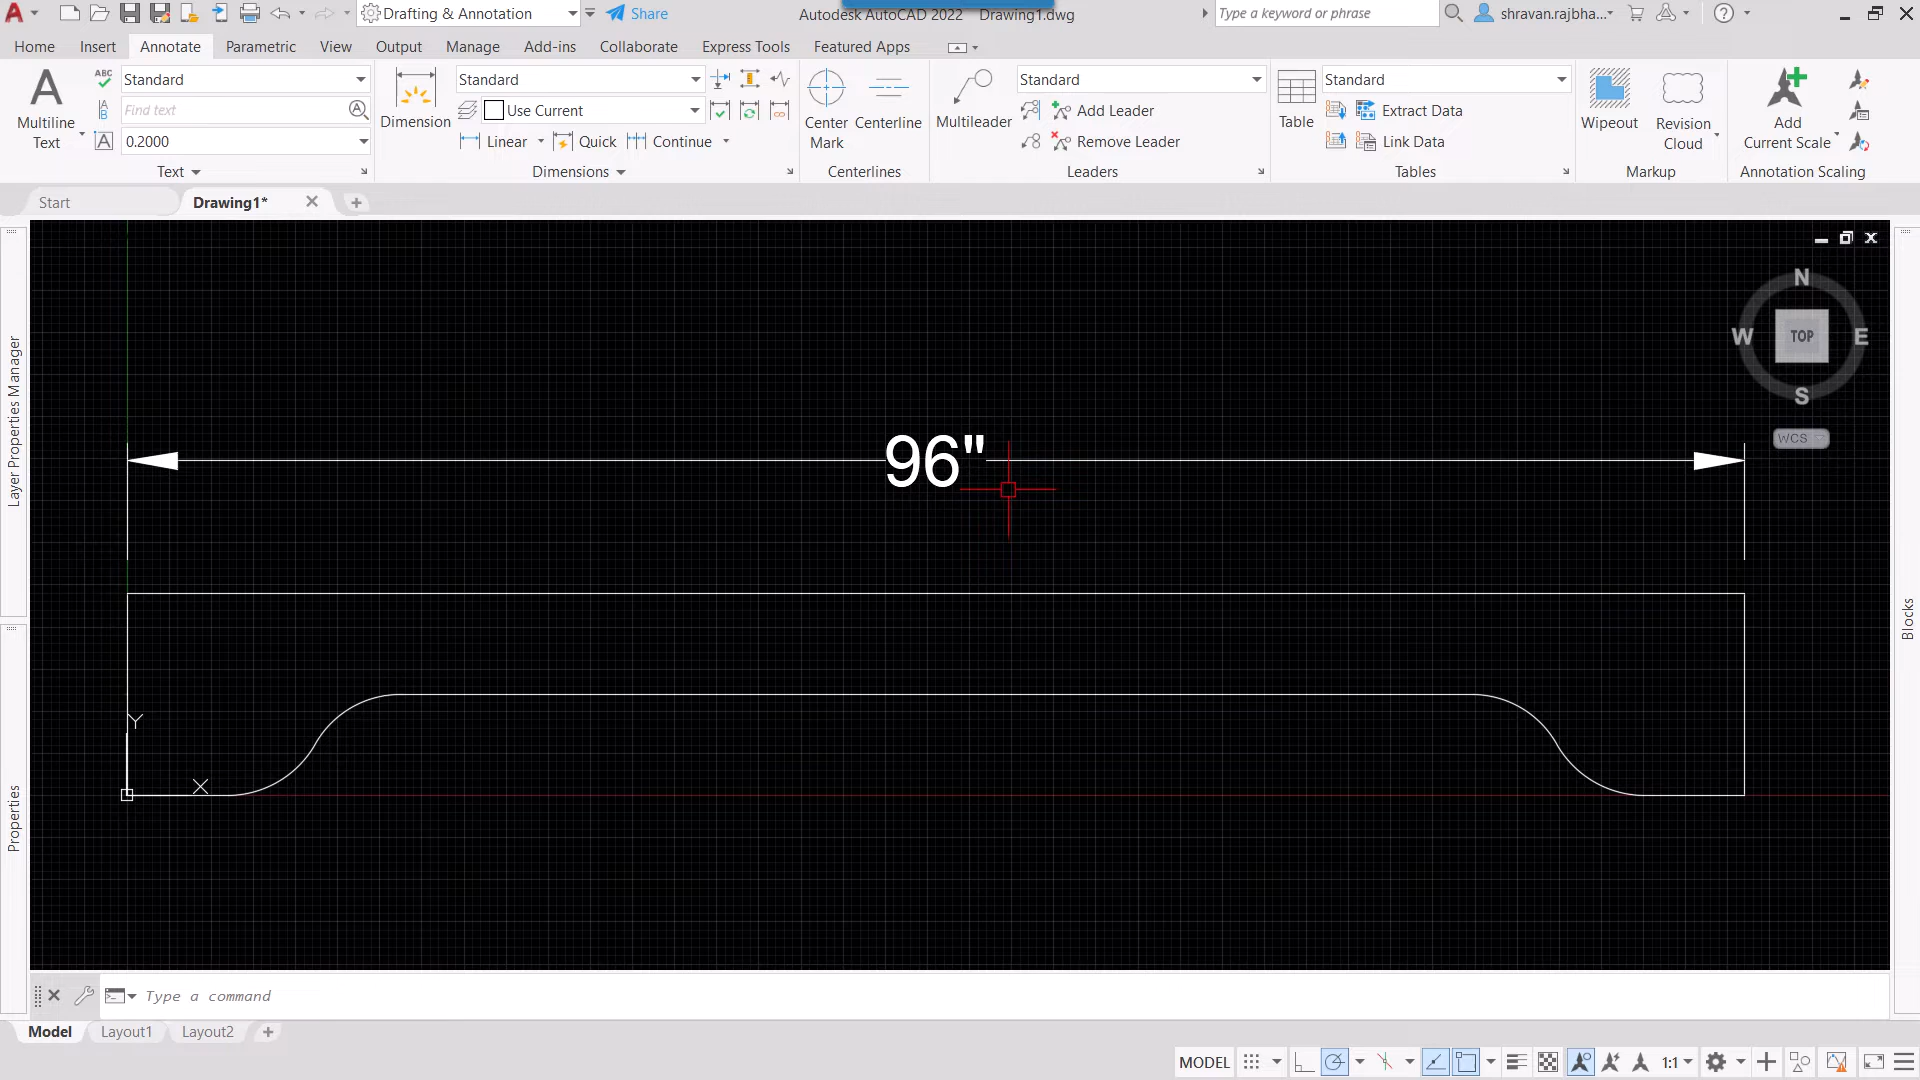 A Drafting & Annotation Share Autodesk AutoCAD 2022 Drawing1.dwg Type a keyword or phrase shravan.rajbha... ?
Home Insert Annotate Parametric View Output Manage Add-ins Collaborate Express Tools Featured Apps
A ABC Standard Standard Standard Standard
Find text Use Current Add Leader Extract Data
Multiline Text Dimension Center Mark Centerline Multileader Table Wipeout Revision Cloud Add Current Scale
0.2000 Linear Quick Continue Remove Leader Link Data
Text Dimensions Centerlines Leaders Tables Markup Annotation Scaling
Start Drawing1*
Layer Properties Manager
Properties
Blocks
N
W TOP E
S
WCS
96"
Y
X
Type a command
Model Layout1 Layout2
MODEL 1:1